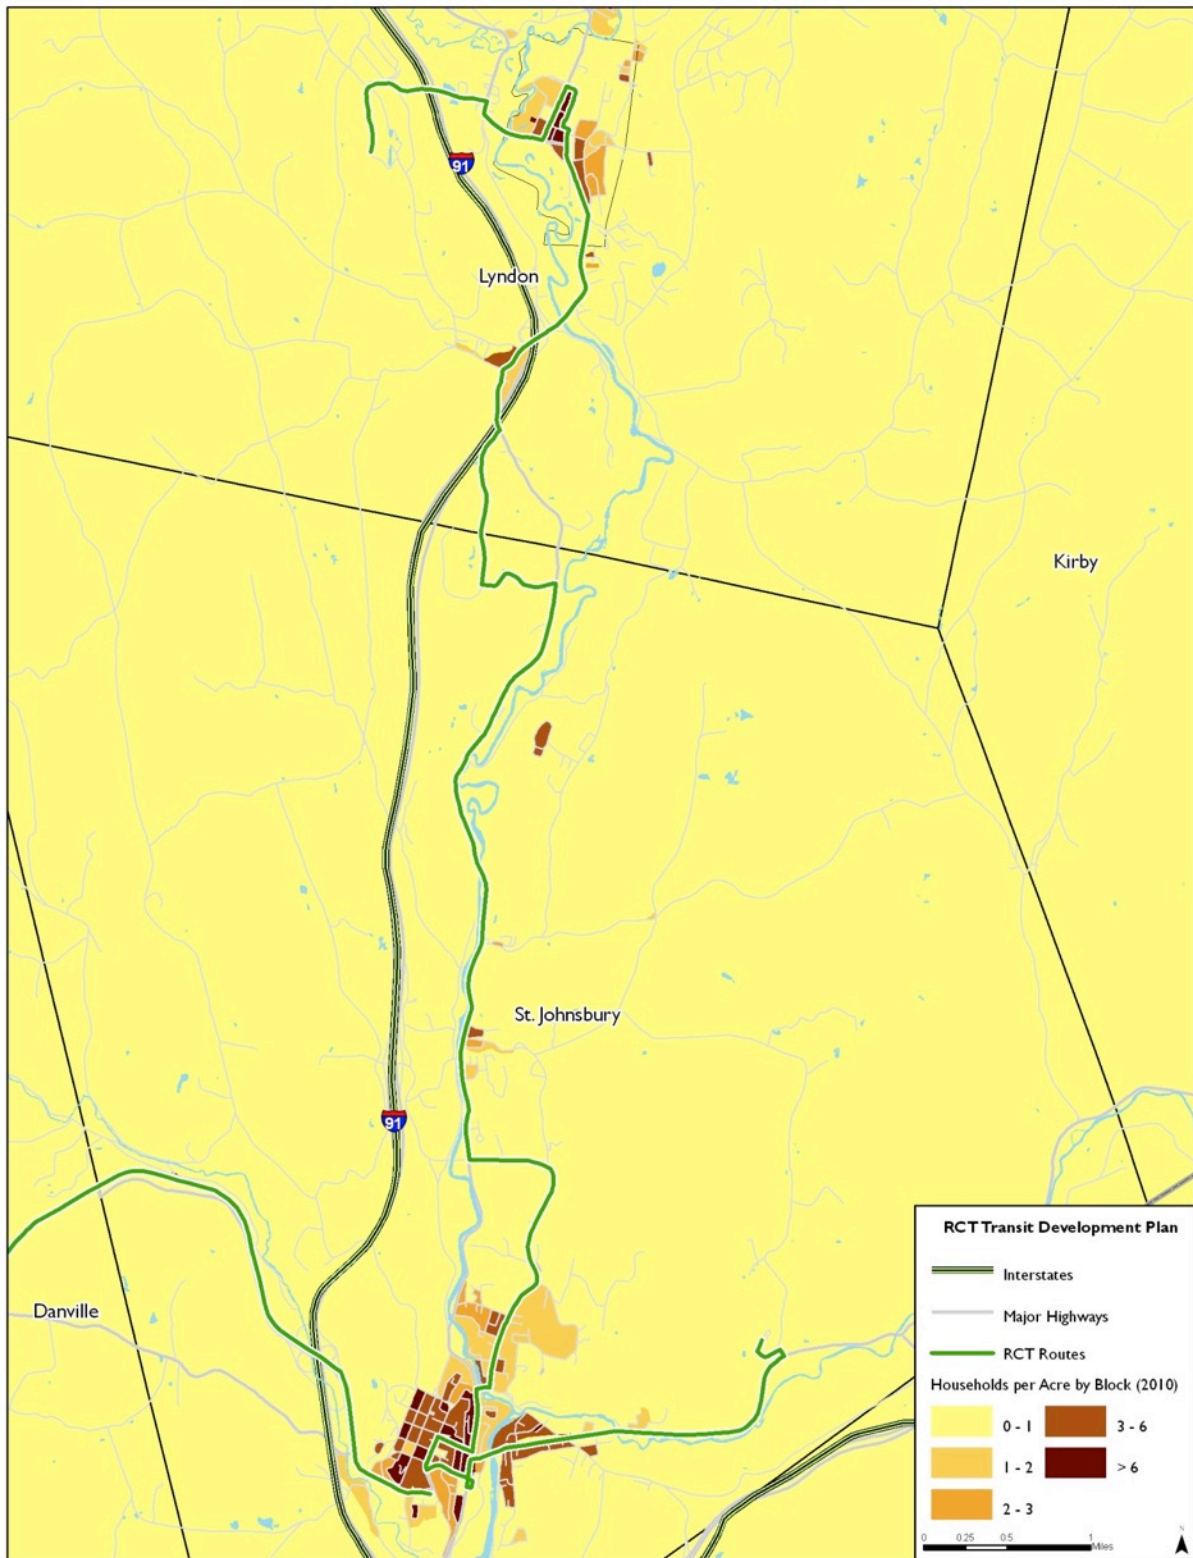 91
Lyndon
Kirby
St. Johnsbury
91
Danville
RCT Transit Development Plan
Interstates
Major Highways
RCT Routes
Households per Acre by Block (2010)
0 - 1
3 - 6
1 - 2
> 6
2 - 3
N
0 0.25 0.5 1
Miles